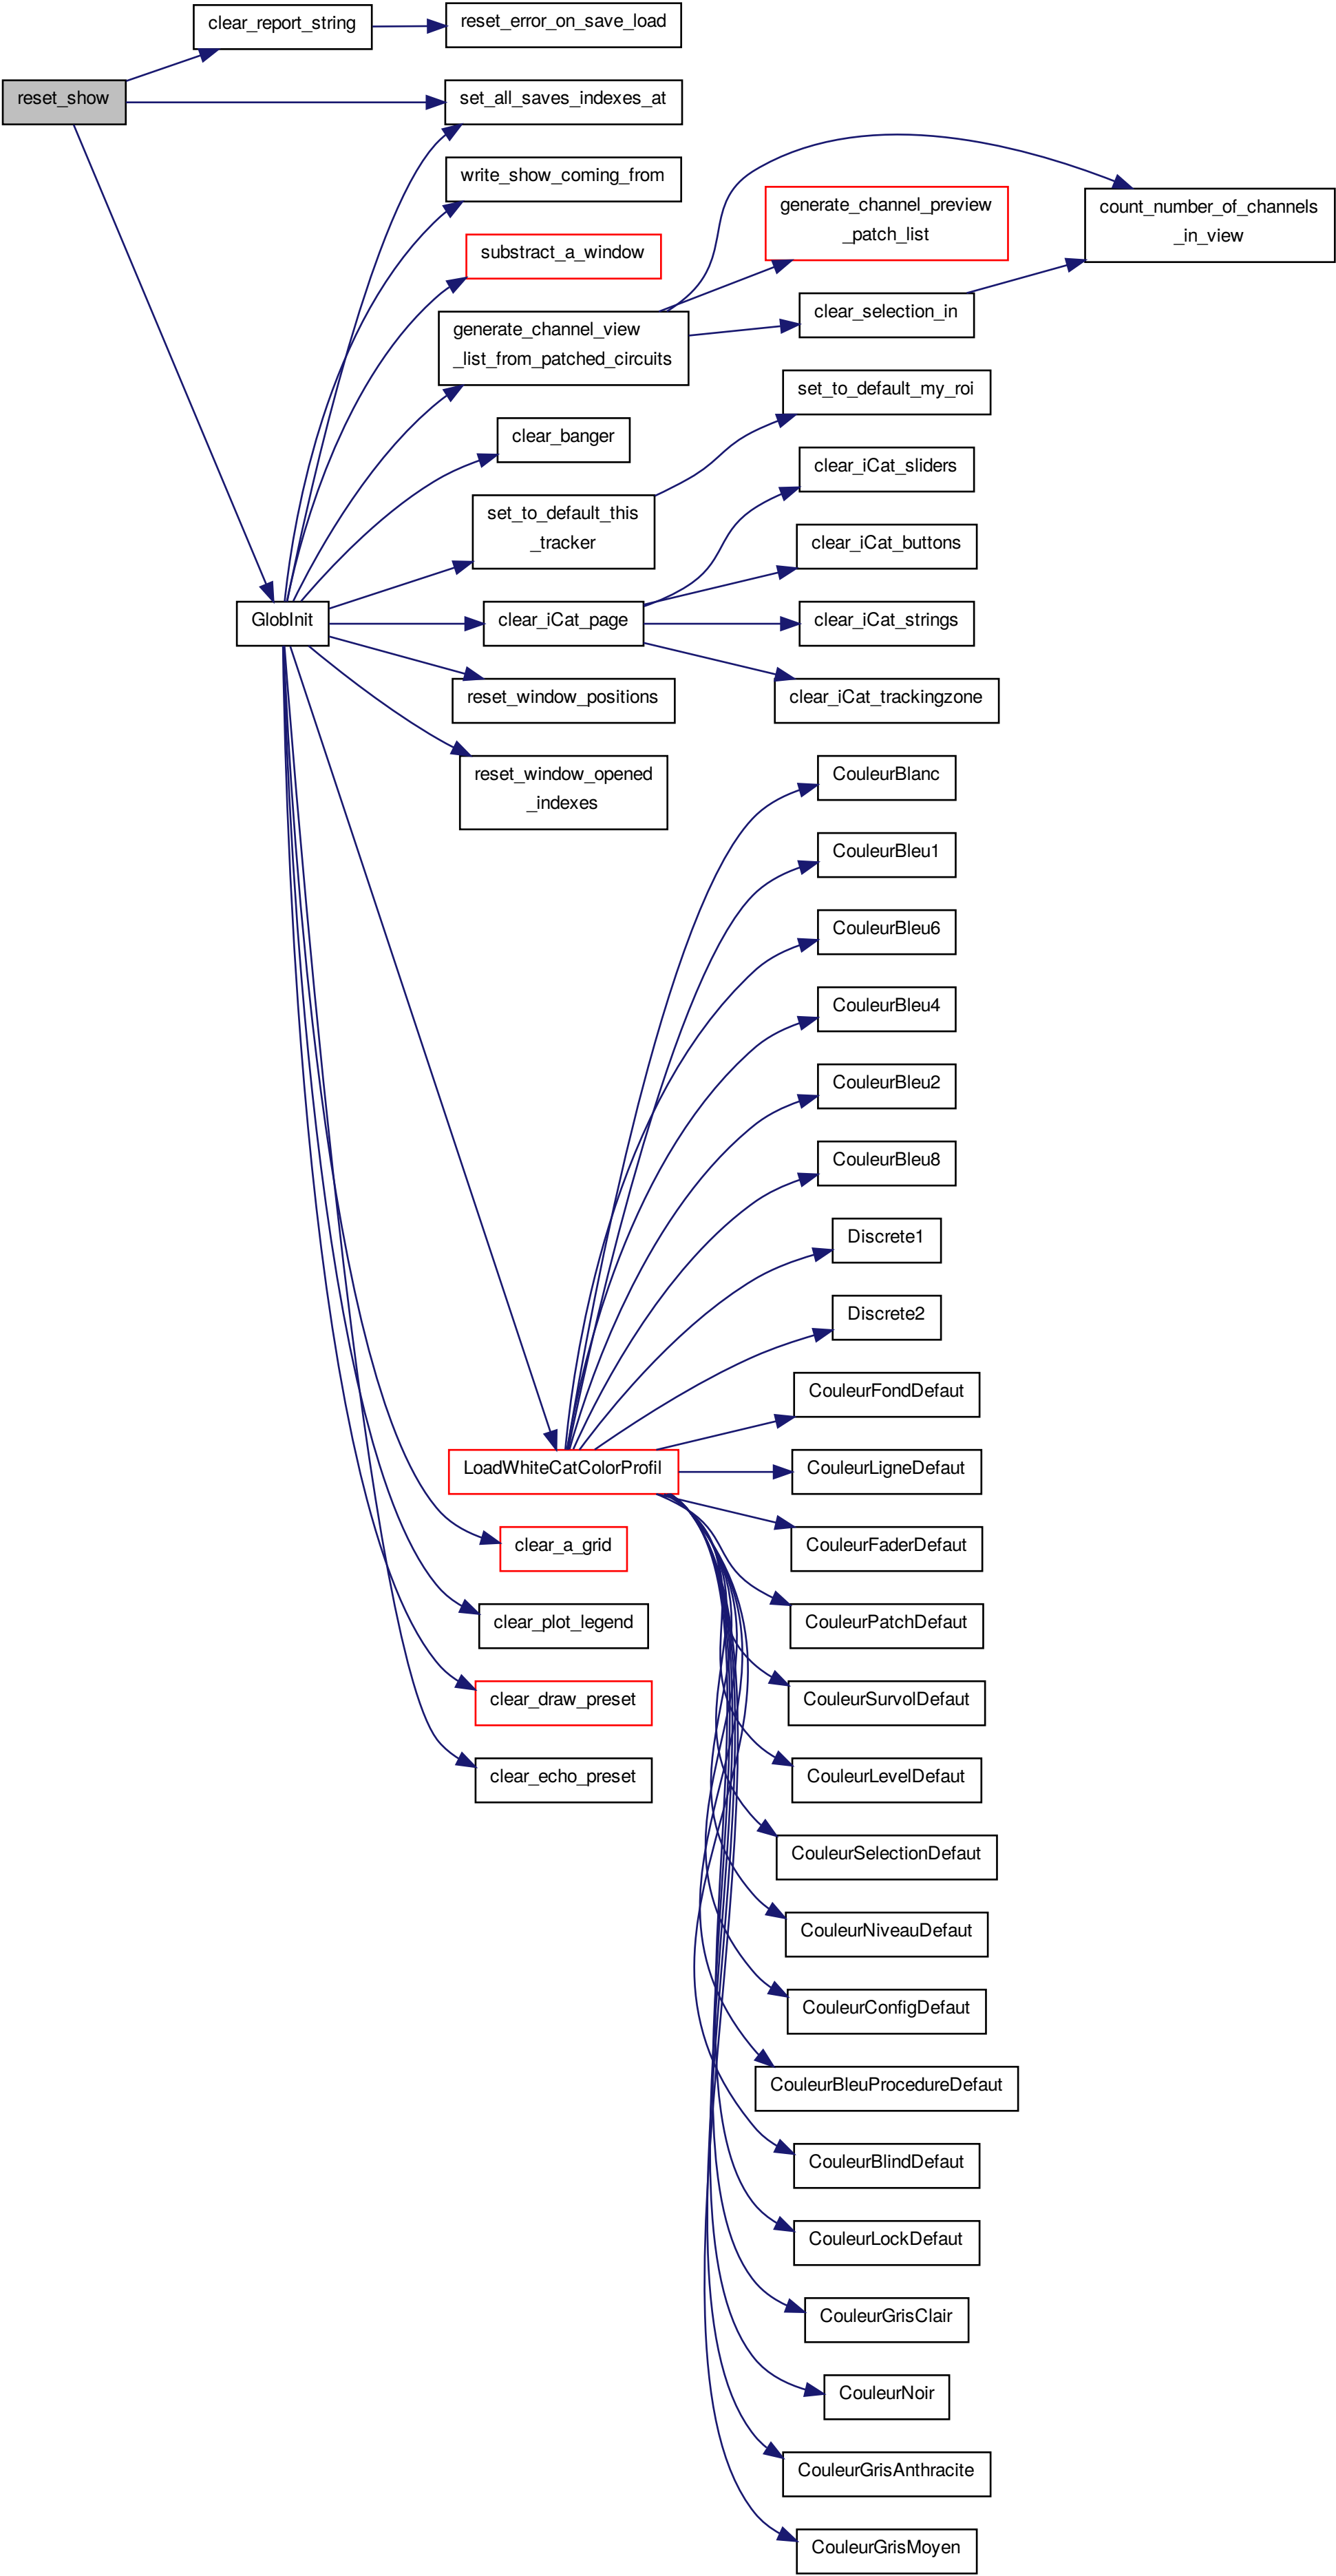 clear_report_string
reset_error_on_save_load
reset_show
set_all_saves_indexes_at
write_show_coming_from
generate_channel_preview
_patch_list
count_number_of_channels
_in_view
substract_a_window
generate_channel_view
_list_from_patched_circuits
clear_selection_in
set_to_default_my_roi
clear_banger
clear_iCat_sliders
set_to_default_this
_tracker
clear_iCat_buttons
GlobInit
clear_iCat_page
clear_iCat_strings
reset_window_positions
clear_iCat_trackingzone
reset_window_opened
_indexes
CouleurBlanc
CouleurBleu1
CouleurBleu6
CouleurBleu4
CouleurBleu2
CouleurBleu8
Discrete1
Discrete2
CouleurFondDefaut
LoadWhiteCatColorProfil
CouleurLigneDefaut
clear_a_grid
CouleurFaderDefaut
clear_plot_legend
CouleurPatchDefaut
clear_draw_preset
CouleurSurvolDefaut
clear_echo_preset
CouleurLevelDefaut
CouleurSelectionDefaut
CouleurNiveauDefaut
CouleurConfigDefaut
CouleurBleuProcedureDefaut
CouleurBlindDefaut
CouleurLockDefaut
CouleurGrisClair
CouleurNoir
CouleurGrisAnthracite
CouleurGrisMoyen